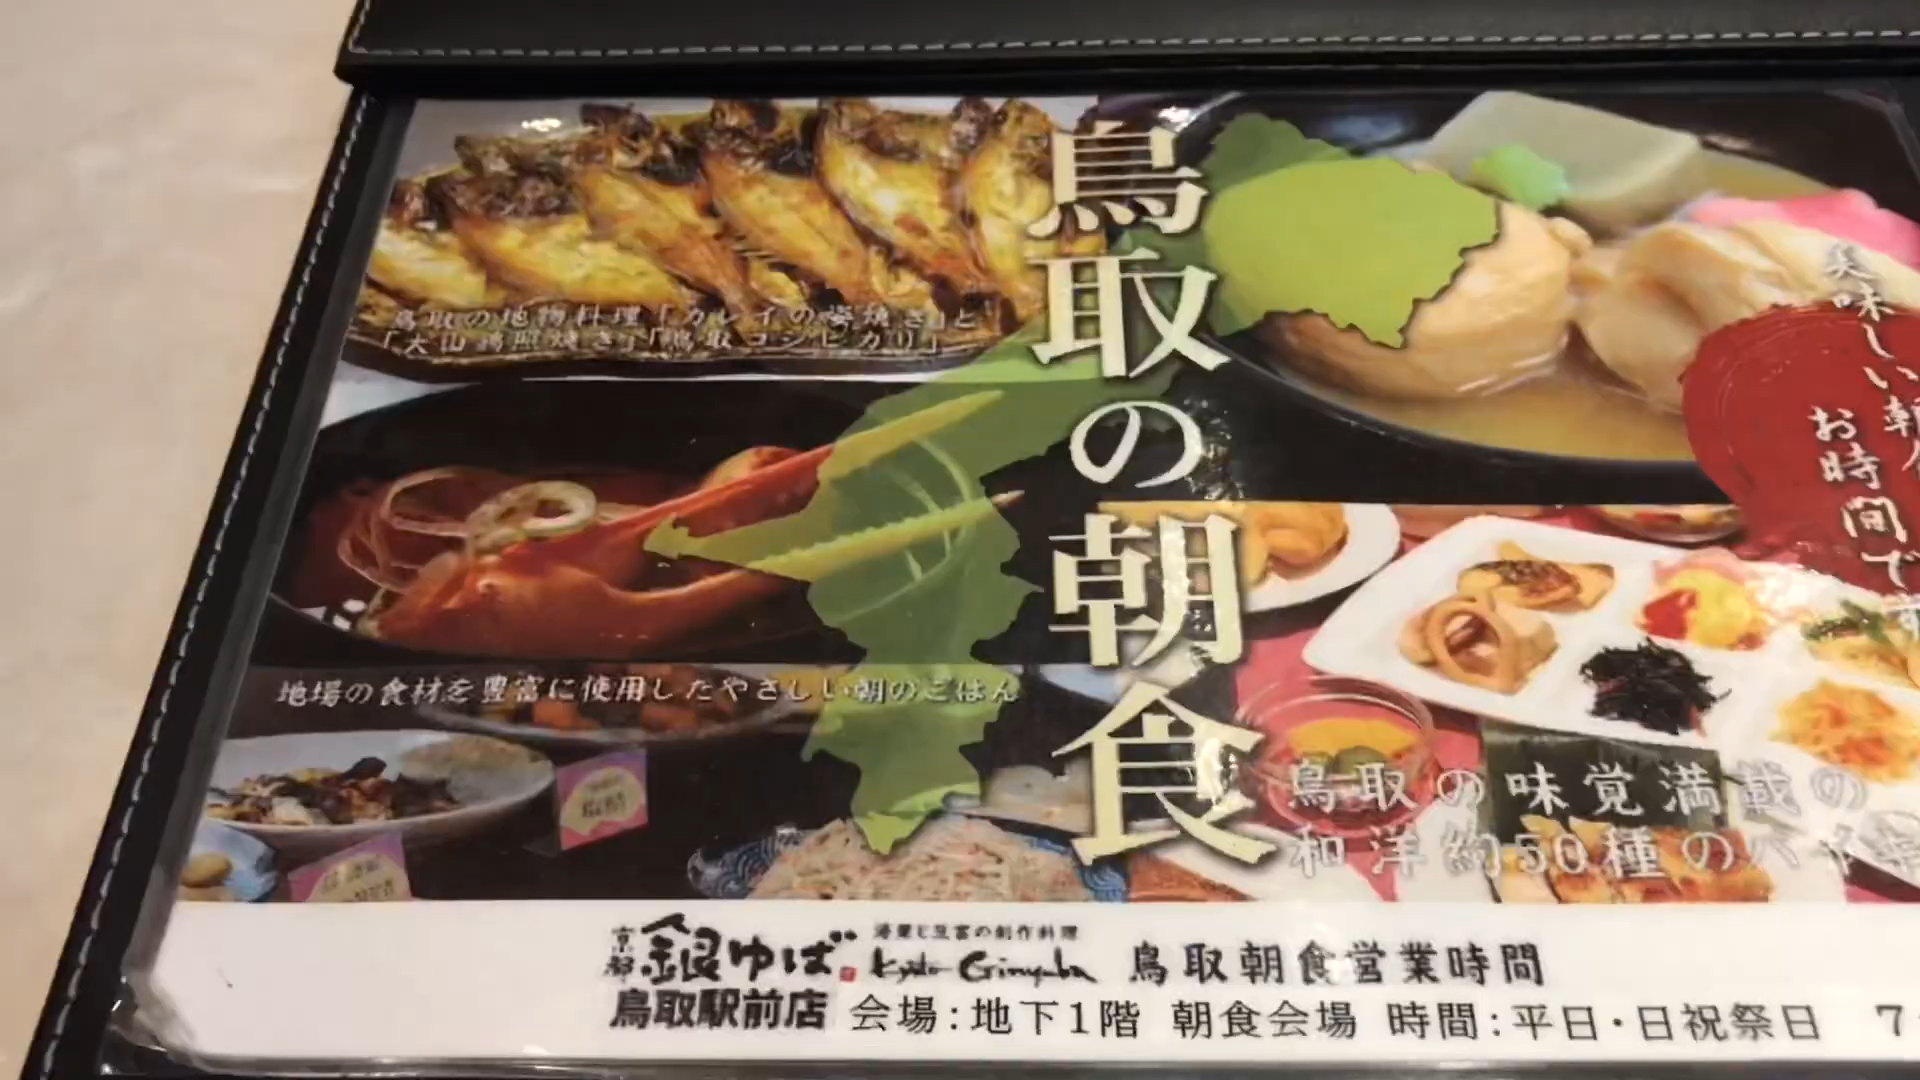 鳥取の朝食
鳥取の地物料理「カレイの姿焼き」と
「大山鶏照焼き」「鳥取コシヒカリ」
美味しい朝食
お時間です
地場の食材を豊富に使用したやさしい朝のごはん
鳥取の味覚満載の
和洋約50種の
京都 銀ゆば
湯葉と豆富の創作料理
Kyoto Ginyuba
鳥取駅前店
鳥取朝食営業時間
会場:地下1階 朝食会場 時間:平日・日祝祭日 7